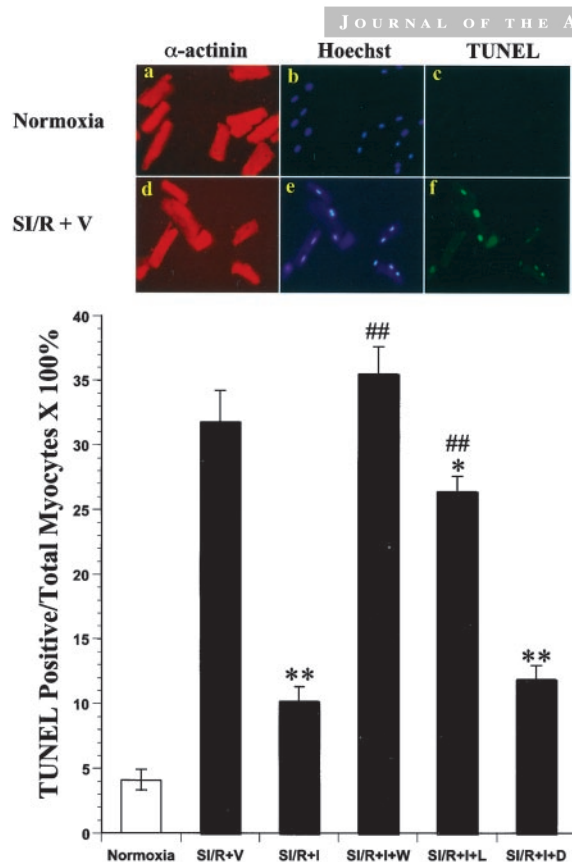 JOURNAL OF THE A
α-actinin Hoechst TUNEL
Normoxia
a b c
SI/R + V
d e f
TUNEL Positive/Total Myocytes X 100%
40
35
30
25
20
15
10
5
0
** ## ## * **
Normoxia SI/R+V SI/R+I SI/R+I+W SI/R+I+L SI/R+I+D